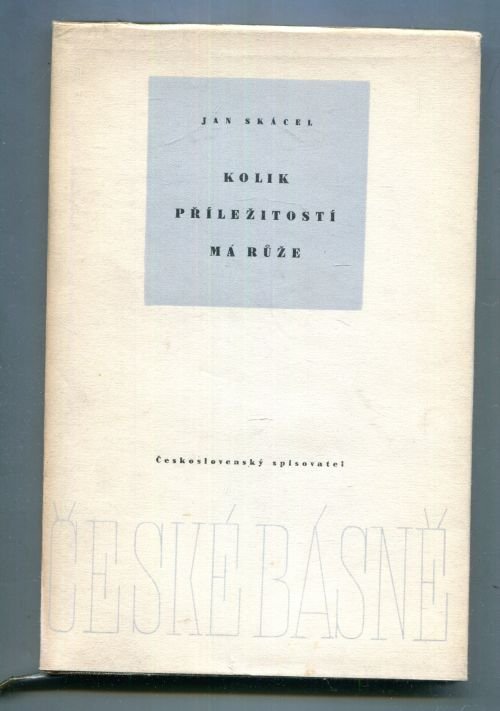 JAN SKÁCEL
KOLIK
PŘÍLEŽITOSTÍ
MÁ RŮŽE
Československý spisovatel
ČESKÉ BÁSNĚ